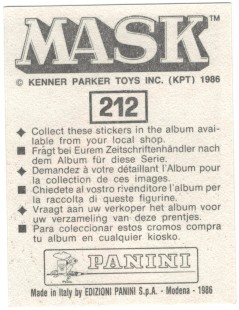 MASK™
© KENNER PARKER TOYS INC. (KPT) 1986
212
◆ Collect these stickers in the album avai-
lable from your local shop.
■ Frägt bei Eurem Zeitschriftenhändler nach
dem Album für diese Serie.
◆ Demandez à votre détaillant l'Album pour
la collection de ces images.
■ Chiedete al vostro rivenditore l'album per
la raccolta di queste figurine.
◆ Vraagt aan uw verkoper het album voor
uw verzameling van deze prentjes.
■ Para coleccionar estos cromos compra
tu album en cualquier kiosko.
PANINI
Made in Italy by EDIZIONI PANINI S.p.A. - Modena - 1986